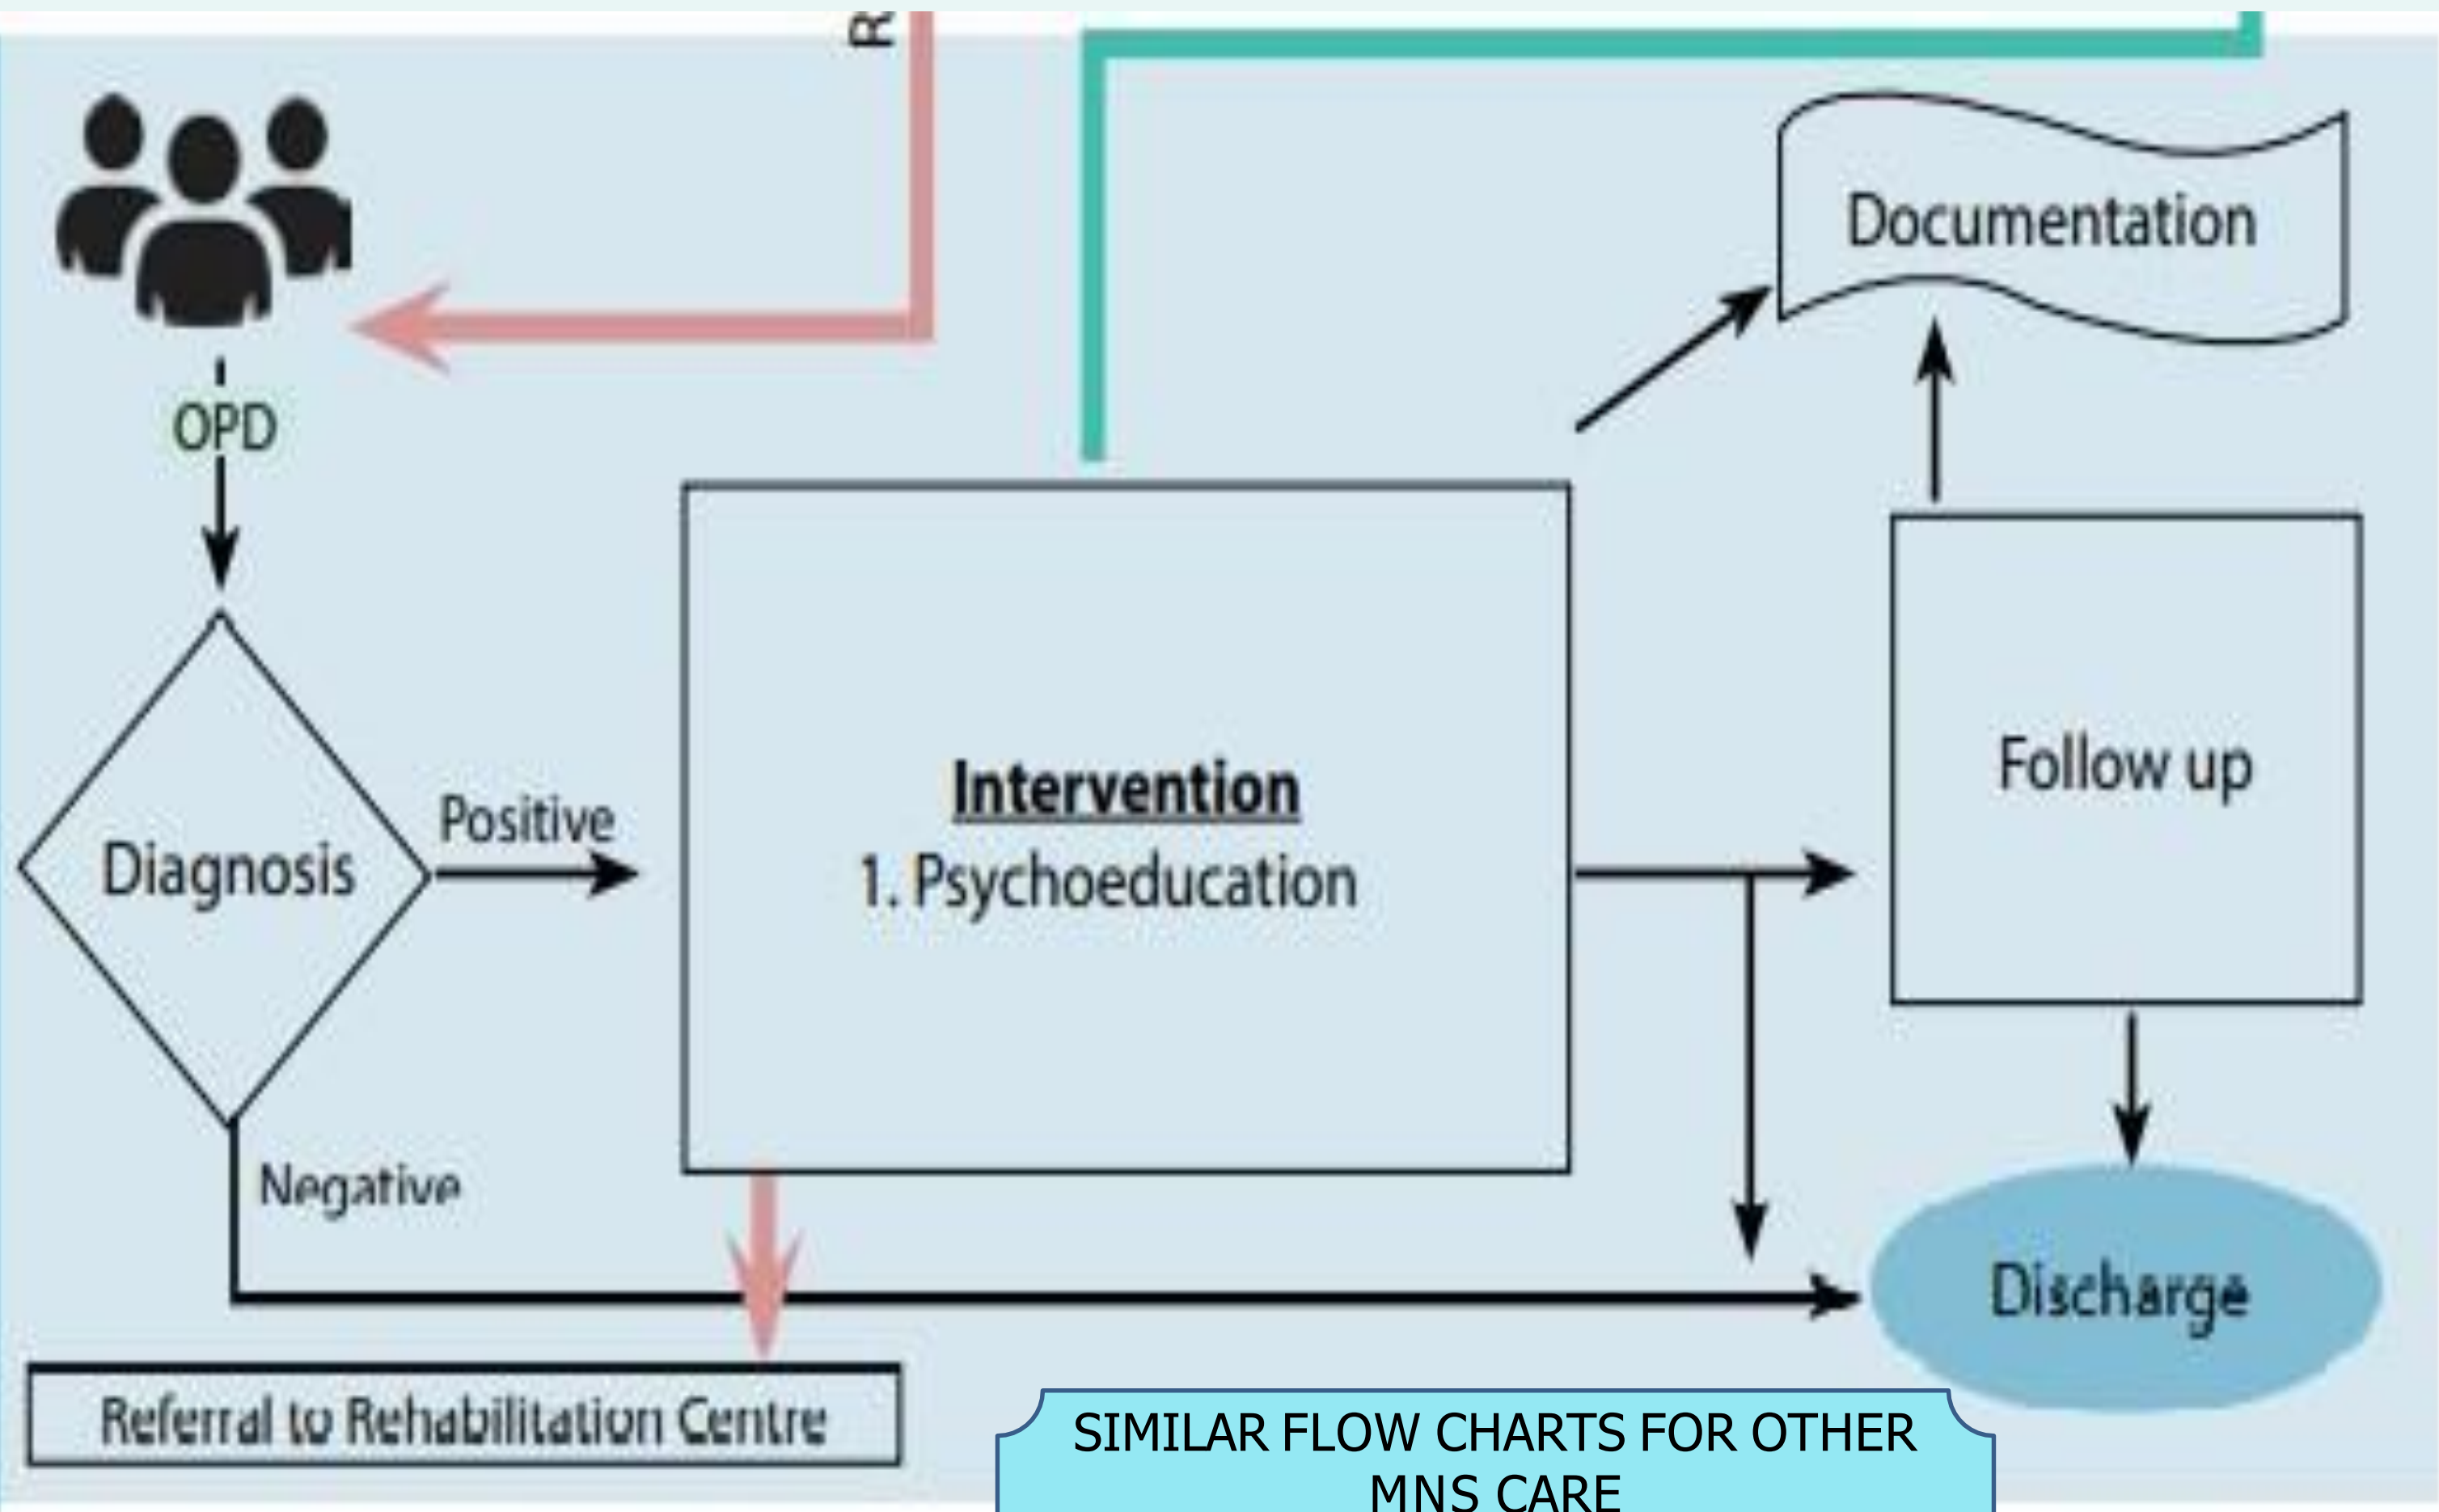 R
Documentation
OPD
Follow up
Intervention
1. Psychoeducation
Positive
Diagnosis
Negative
Discharge
Referral to Rehabilitation Centre
SIMILAR FLOW CHARTS FOR OTHER
MNS CARE